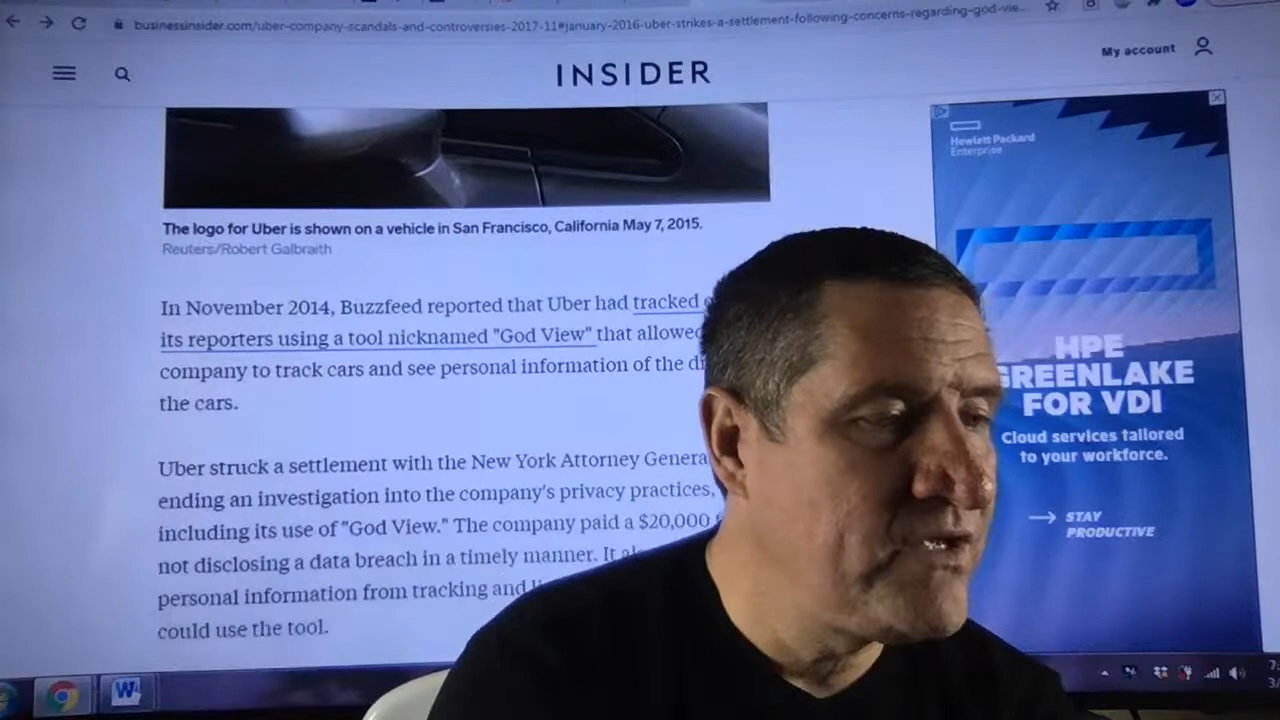 businessinsider.com/uber-company-scandals-and-controversies-2017-11#january-2016-uber-strikes-a-settlement-following-concerns-regarding-god-vie...
My account
INSIDER
Hewlett Packard
Enterprise
The logo for Uber is shown on a vehicle in San Francisco, California May 7, 2015.
Reuters/Robert Galbraith
In November 2014, Buzzfeed reported that Uber had tracked
its reporters using a tool nicknamed "God View" that allowed
company to track cars and see personal information of the
the cars.
Uber struck a settlement with the New York Attorney Genera
ending an investigation into the company's privacy practices,
including its use of "God View." The company paid a $20,000
not disclosing a data breach in a timely manner. It
personal information from tracking and
could use the tool.
HPE
GREENLAKE
FOR VDI
Cloud services tailored
to your workforce.
STAY
PRODUCTIVE
W